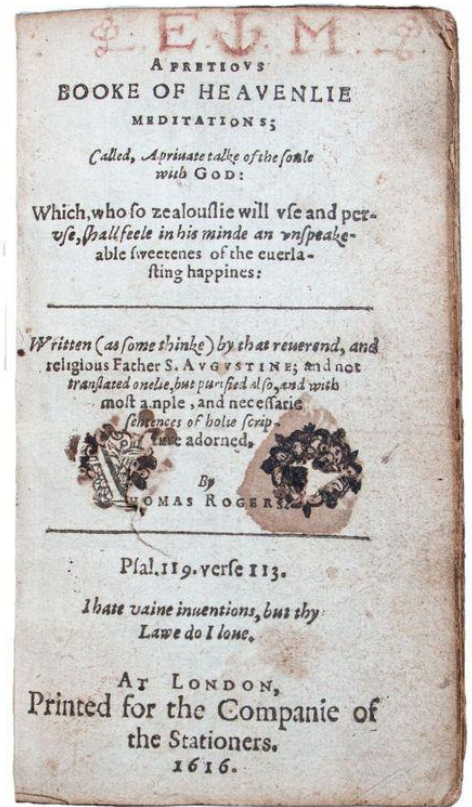 E. M.
A PRETIOVS
BOOKE OF HEAVENLIE
MEDITATIONS;
Called, A priuate talke of the ſoule
with GOD:
Which, who ſo zealouſlie will vſe and per-
vſe, ſhall feele in his minde an vnſpeake-
able ſweetenes of the euerla-
ſting happines:
Written (as ſome thinke) by that reuerend, and
religious Father S. AVGVSTINE; and not
tranſlated onelie, but purified alſo, and with
moſt ample, and neceſſarie
ſentences of holie ſcrip-
ture adorned,
By
THOMAS ROGERS.
Pſal. 119. verſe 113.
I hate vaine inuentions, but thy
Lawe do I loue.
AT LONDON,
Printed for the Companie of
the Stationers.
1616.